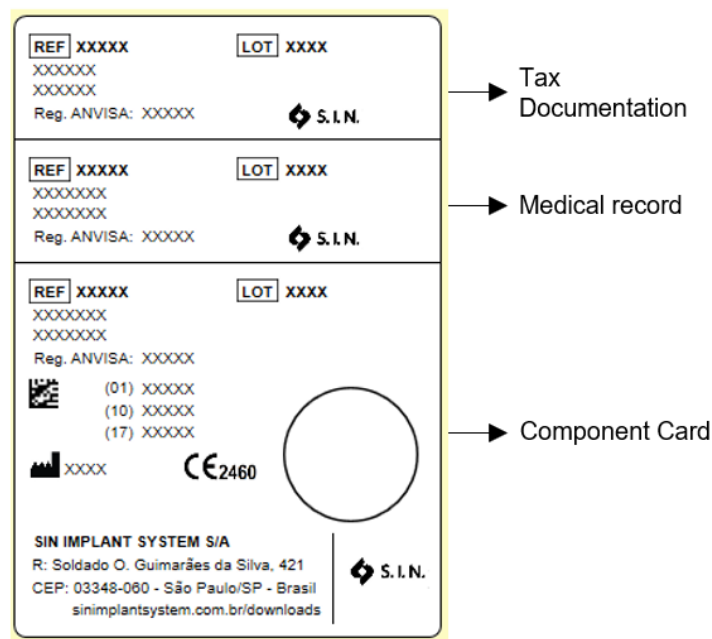 REF XXXXX LOT XXXX
XXXXXX
XXXXXX
Reg. ANVISA: XXXXX S.I.N.
Tax
Documentation
REF XXXXX LOT XXXX
XXXXXXX
XXXXXXX
Reg. ANVISA: XXXXX S.I.N.
Medical record
REF XXXXX LOT XXXX
XXXXXXX
XXXXXXX
Reg. ANVISA: XXXXX
(01) XXXXX
(10) XXXXX
(17) XXXXX
XXXX CE2460
Component Card
SIN IMPLANT SYSTEM S/A
R: Soldado O. Guimarães da Silva, 421
CEP: 03348-060 - São Paulo/SP - Brasil
sinimplantsystem.com.br/downloads
S.I.N.